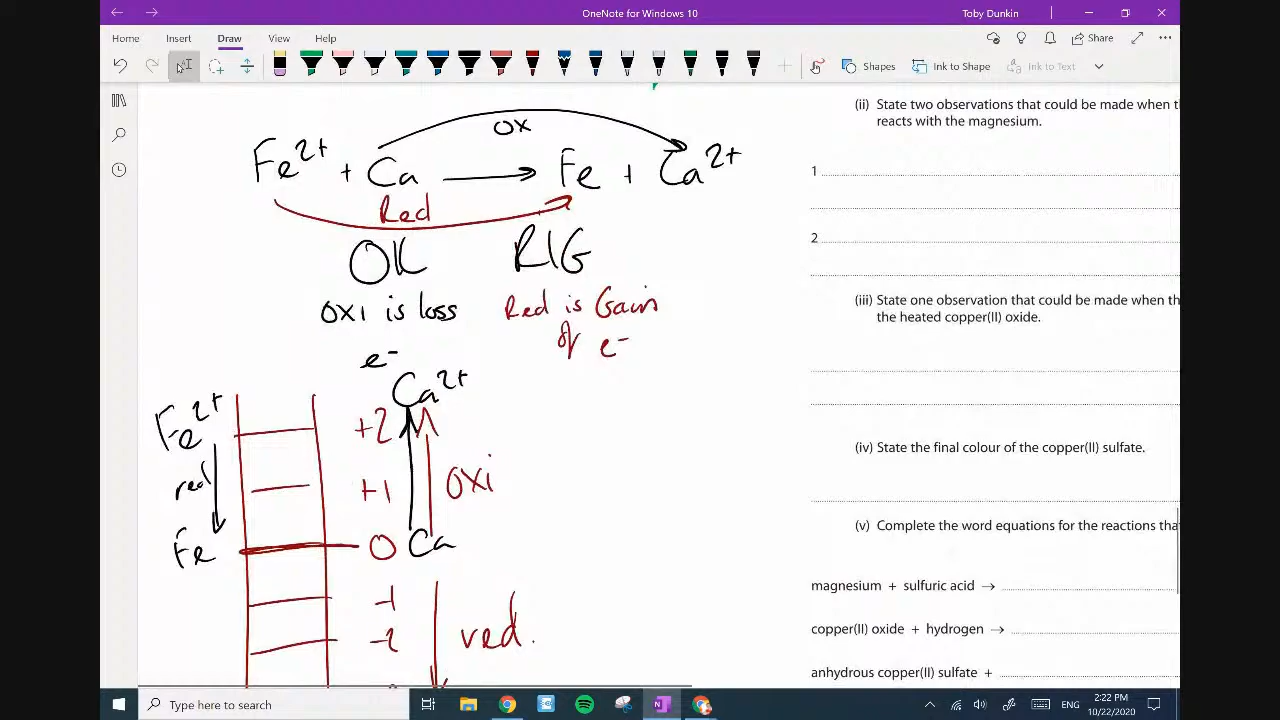 OneNote for Windows 10
Toby Dunkin
Home Insert Draw View Help
Share
Shapes Ink to Shape Ink to Text
ox
Fe2+ + Ca → Fe + Ca2+
Red
OIL RIG
oxi is loss
e-
Red is Gain
of e-
Ca2+
Fe2+
+2
red
+1
oxi
Fe
0 Ca
-1
-2
red.
(ii) State two observations that could be made when t
reacts with the magnesium.
1
2
(iii) State one observation that could be made when th
the heated copper(II) oxide.
(iv) State the final colour of the copper(II) sulfate.
(v) Complete the word equations for the reactions tha
magnesium + sulfuric acid →
copper(II) oxide + hydrogen →
anhydrous copper(II) sulfate +
Type here to search
ENG
2:22 PM
10/22/2020